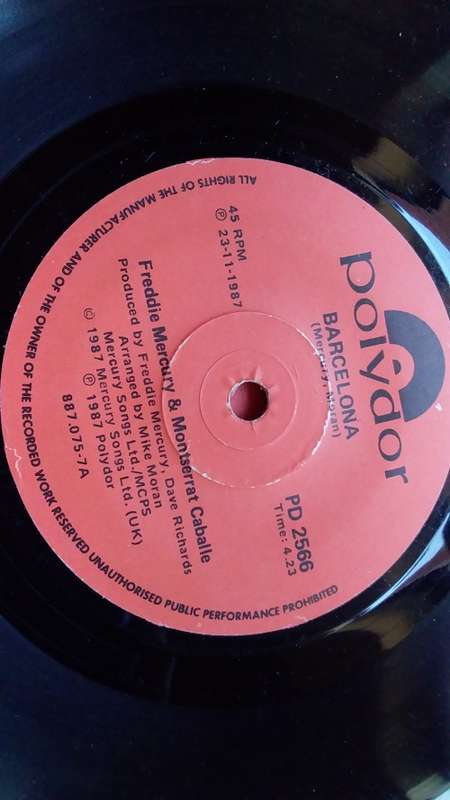 polydor
BARCELONA
(Mercury, Moran)
45 RPM
Ⓟ 23-11-1987
PD 2566
Time: 4.23
Freddie Mercury & Montserrat Caballe
Produced by Freddie Mercury, Dave Richards
Arranged by Mike Moran
Mercury Songs Ltd./MCPS
© 1987 Mercury Songs Ltd. (UK)
Ⓟ 1987 Polydor
887.075-7A
ALL RIGHTS OF THE MANUFACTURER AND OF THE OWNER OF THE RECORDED WORK RESERVED UNAUTHORISED PUBLIC PERFORMANCE PROHIBITED